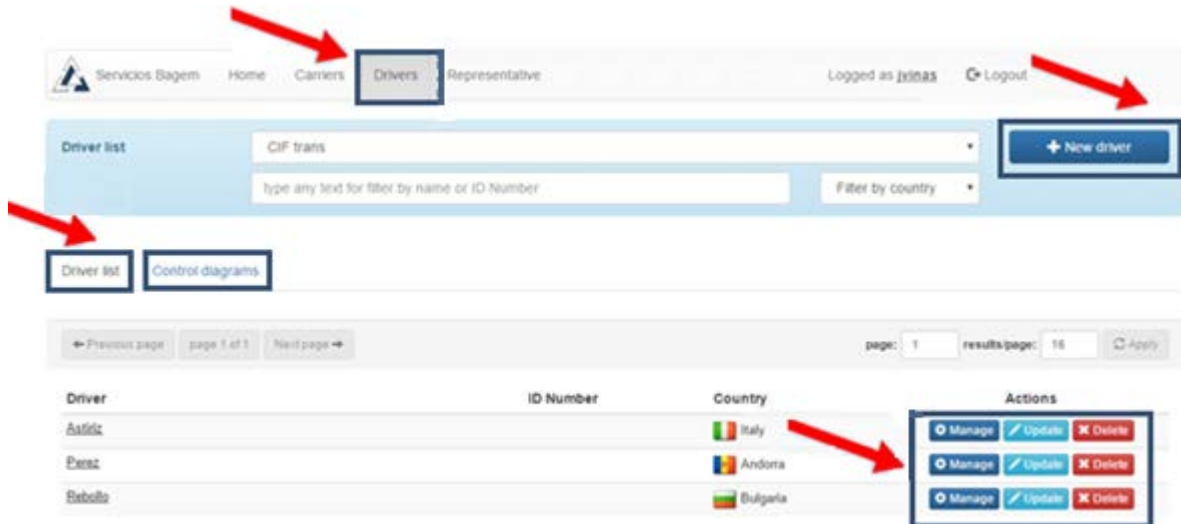 Servicios Bagem Home Carriers Drivers Representative Logged as jvinas Logout
Driver list CIF trans + New driver
type any text for filter by name or ID Number Filter by country
Driver list Control diagrams
Previous page page 1 of 1 Next page page: 1 results/page: 16 Apply
Driver ID Number Country Actions
Astiriz Italy Manage Update Delete
Perez Andorra Manage Update Delete
Rebollo Bulgaria Manage Update Delete